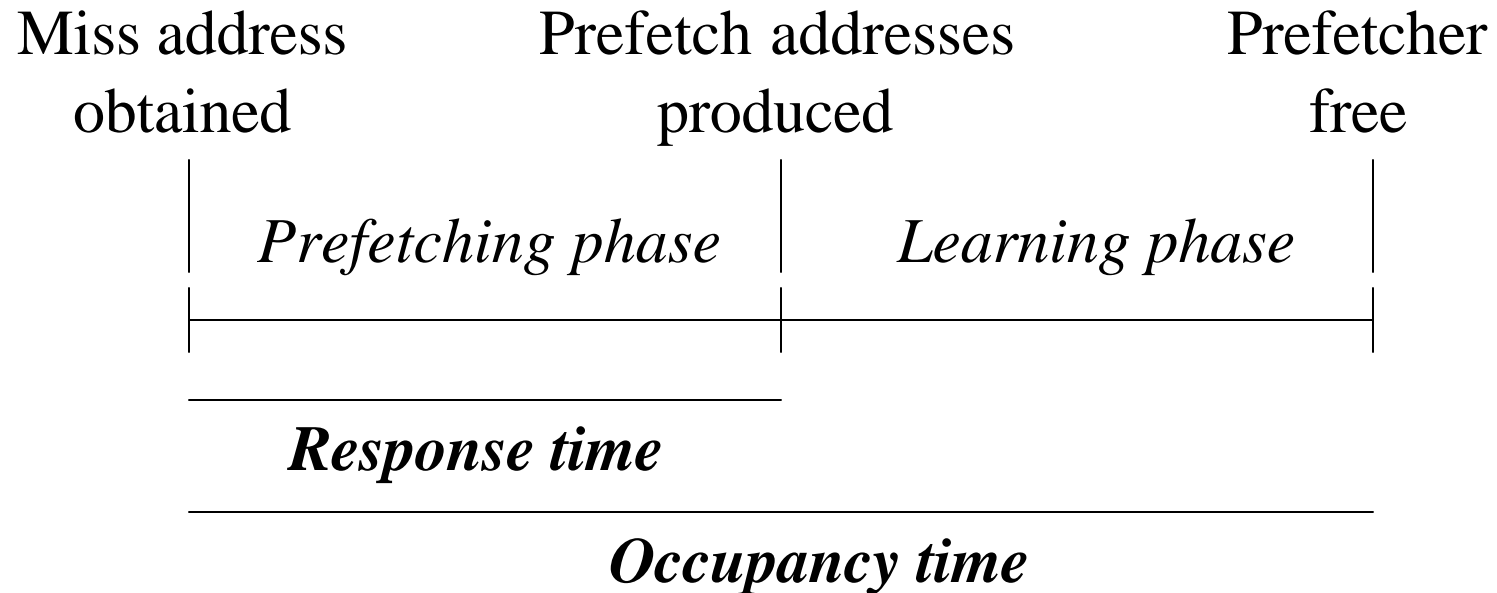 Miss address
obtained
Prefetch addresses
produced
Prefetcher
free
Prefetching phase
Learning phase
Response time
Occupancy time